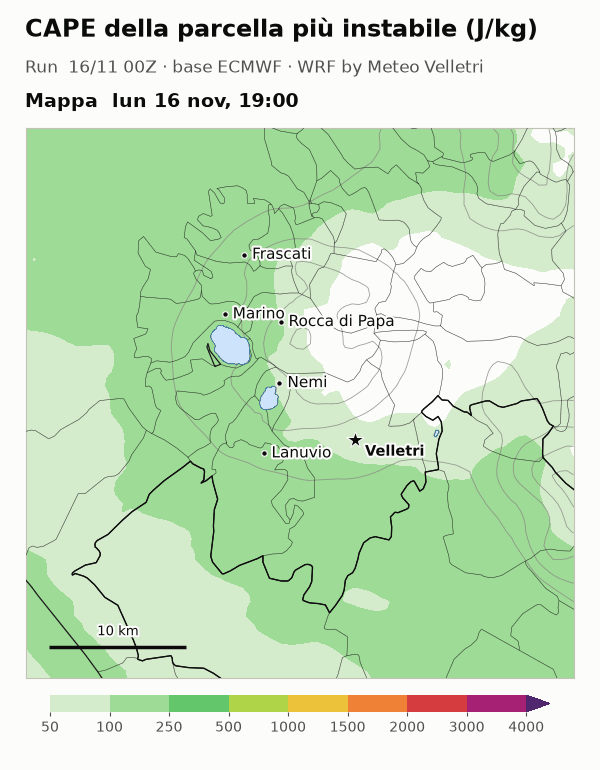 CAPE della parcella più instabile (J/kg)
Run  16/11 00Z · base ECMWF · WRF by Meteo Velletri
Mappa  lun 16 nov, 19:00
Frascati
Marino
Rocca di Papa
Nemi
Velletri
Lanuvio
10 km
50 100 250 500 1000 1500 2000 3000 4000